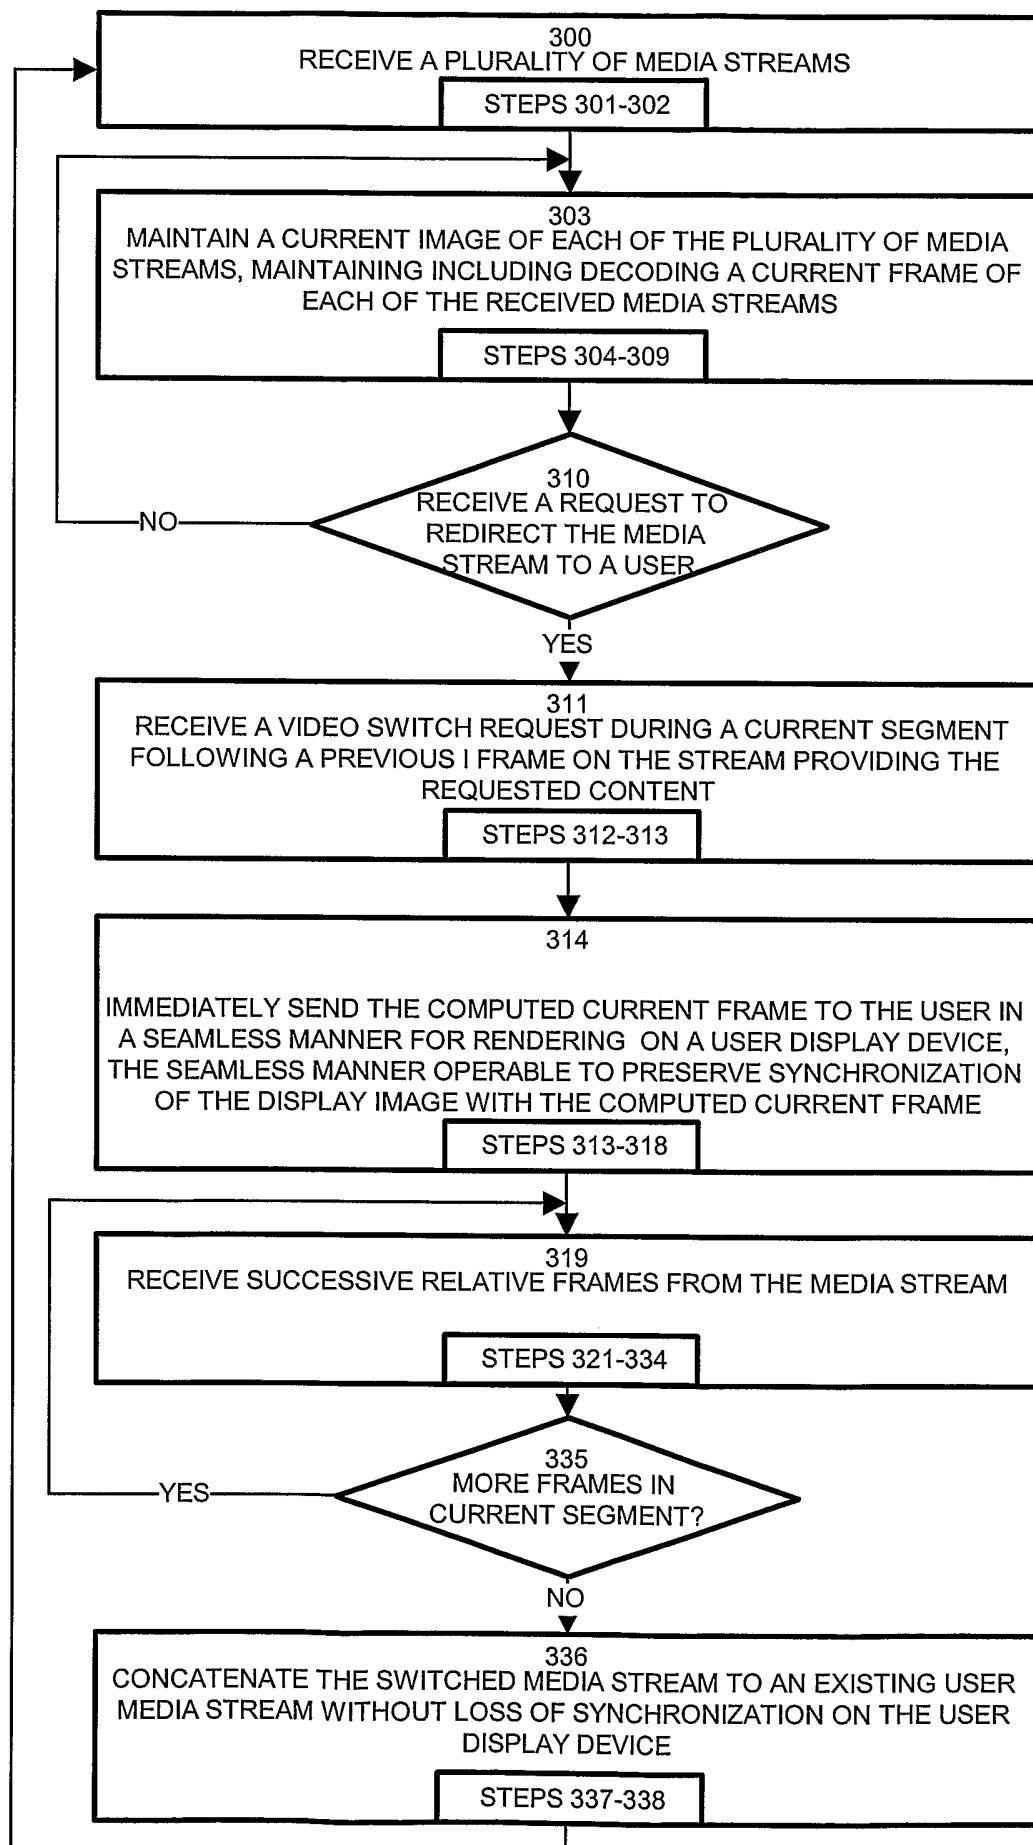 300
RECEIVE A PLURALITY OF MEDIA STREAMS
STEPS 301-302
303
MAINTAIN A CURRENT IMAGE OF EACH OF THE PLURALITY OF MEDIA
STREAMS, MAINTAINING INCLUDING DECODING A CURRENT FRAME OF
EACH OF THE RECEIVED MEDIA STREAMS
STEPS 304-309
310
RECEIVE A REQUEST TO
REDIRECT THE MEDIA
STREAM TO A USER
NO
YES
311
RECEIVE A VIDEO SWITCH REQUEST DURING A CURRENT SEGMENT
FOLLOWING A PREVIOUS I FRAME ON THE STREAM PROVIDING THE
REQUESTED CONTENT
STEPS 312-313
314
IMMEDIATELY SEND THE COMPUTED CURRENT FRAME TO THE USER IN
A SEAMLESS MANNER FOR RENDERING ON A USER DISPLAY DEVICE,
THE SEAMLESS MANNER OPERABLE TO PRESERVE SYNCHRONIZATION
OF THE DISPLAY IMAGE WITH THE COMPUTED CURRENT FRAME
STEPS 313-318
319
RECEIVE SUCCESSIVE RELATIVE FRAMES FROM THE MEDIA STREAM
STEPS 321-334
335
MORE FRAMES IN
CURRENT SEGMENT?
YES
NO
336
CONCATENATE THE SWITCHED MEDIA STREAM TO AN EXISTING USER
MEDIA STREAM WITHOUT LOSS OF SYNCHRONIZATION ON THE USER
DISPLAY DEVICE
STEPS 337-338